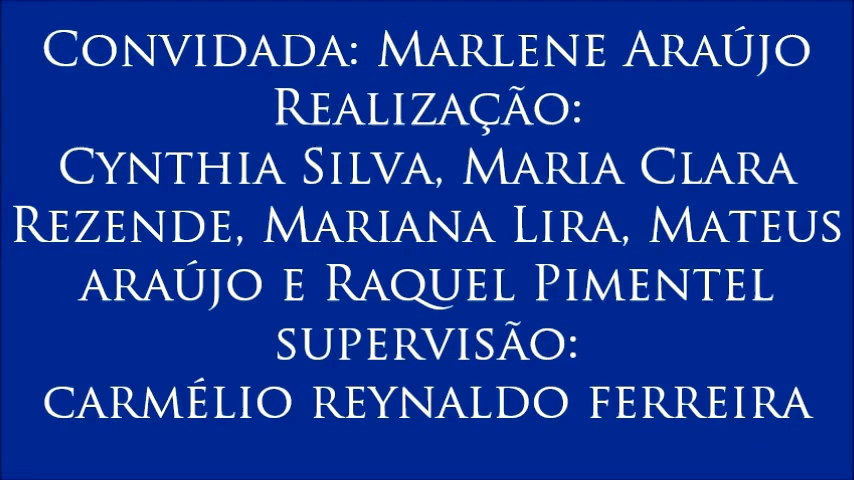 Convidada: Marlene Araújo
Realização:
Cynthia Silva, Maria Clara
Rezende, Mariana Lira, Mateus
araújo e Raquel Pimentel
supervisão:
carmélio reynaldo ferreira